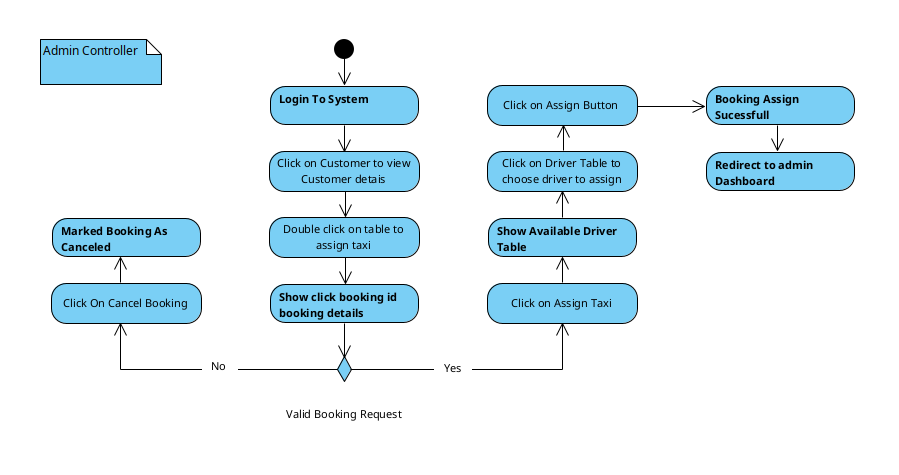 Admin Controller
Login To System
Click on Customer to view
Customer detais
Double click on table to
assign taxi
Show click booking id
booking details
Valid Booking Request
No
Click On Cancel Booking
Marked Booking As
Canceled
Yes
Click on Assign Taxi
Show Available Driver
Table
Click on Driver Table to
choose driver to assign
Click on Assign Button
Booking Assign
Sucessfull
Redirect to admin
Dashboard